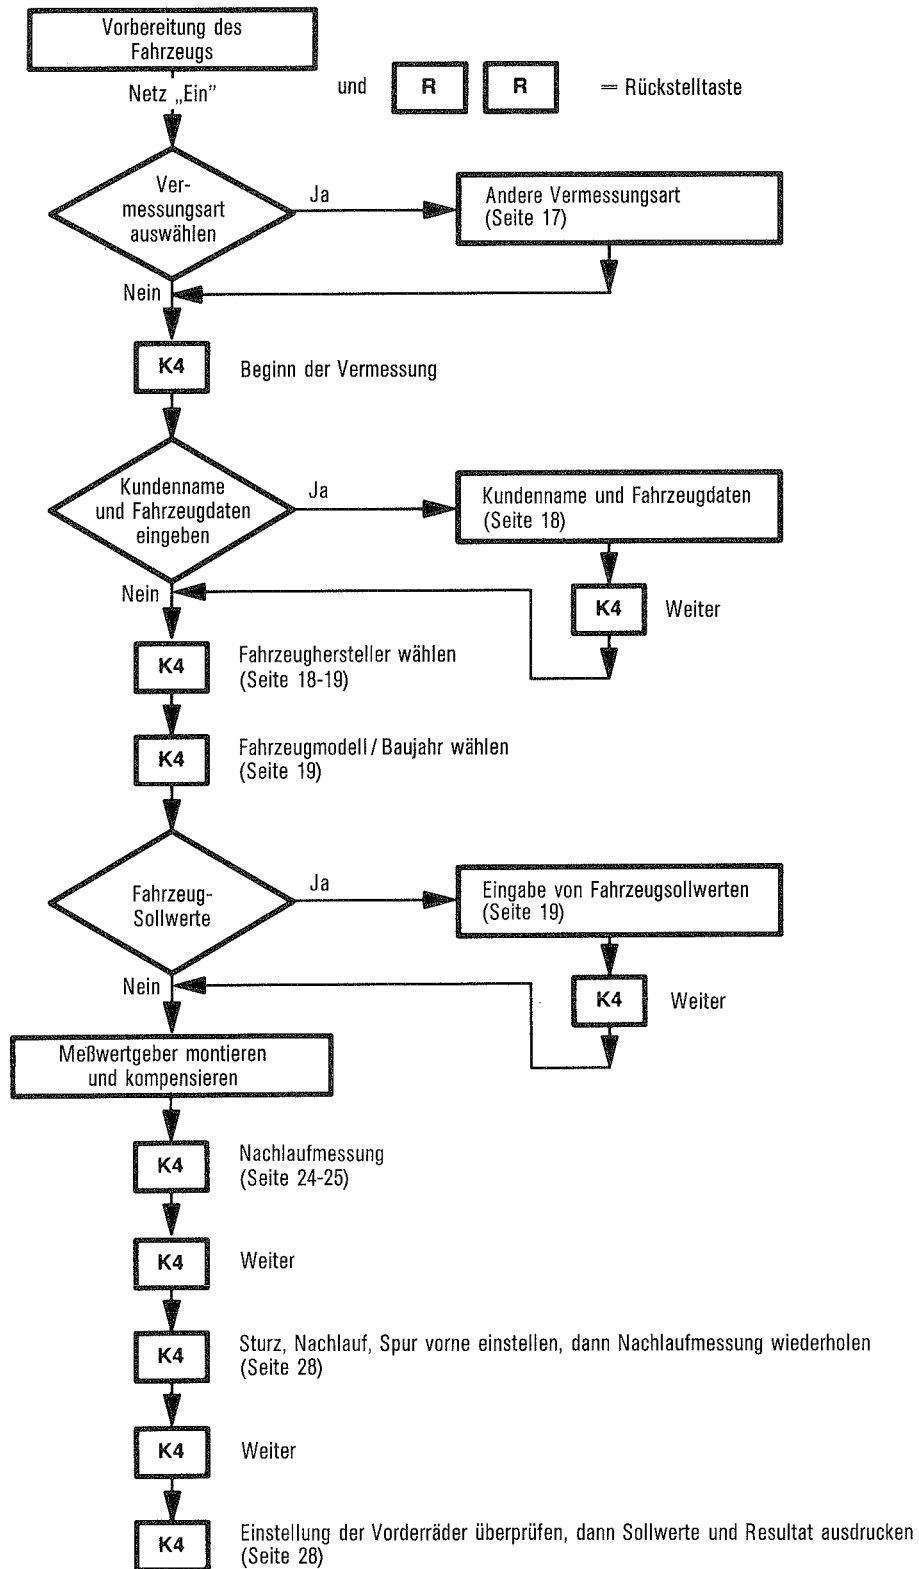 Vorbereitung des
Fahrzeugs
Netz „Ein”
und
R
R
= Rückstelltaste
Ver-
messungsart
auswählen
Ja
Andere Vermessungsart
(Seite 17)
Nein
K4
Beginn der Vermessung
Kundenname
und Fahrzeugdaten
eingeben
Ja
Kundenname und Fahrzeugdaten
(Seite 18)
Nein
K4
Weiter
K4
Fahrzeughersteller wählen
(Seite 18-19)
K4
Fahrzeugmodell / Baujahr wählen
(Seite 19)
Fahrzeug-
Sollwerte
Ja
Eingabe von Fahrzeugsollwerten
(Seite 19)
Nein
K4
Weiter
Meßwertgeber montieren
und kompensieren
K4
Nachlaufmessung
(Seite 24-25)
K4
Weiter
K4
Sturz, Nachlauf, Spur vorne einstellen, dann Nachlaufmessung wiederholen
(Seite 28)
K4
Weiter
K4
Einstellung der Vorderräder überprüfen, dann Sollwerte und Resultat ausdrucken
(Seite 28)